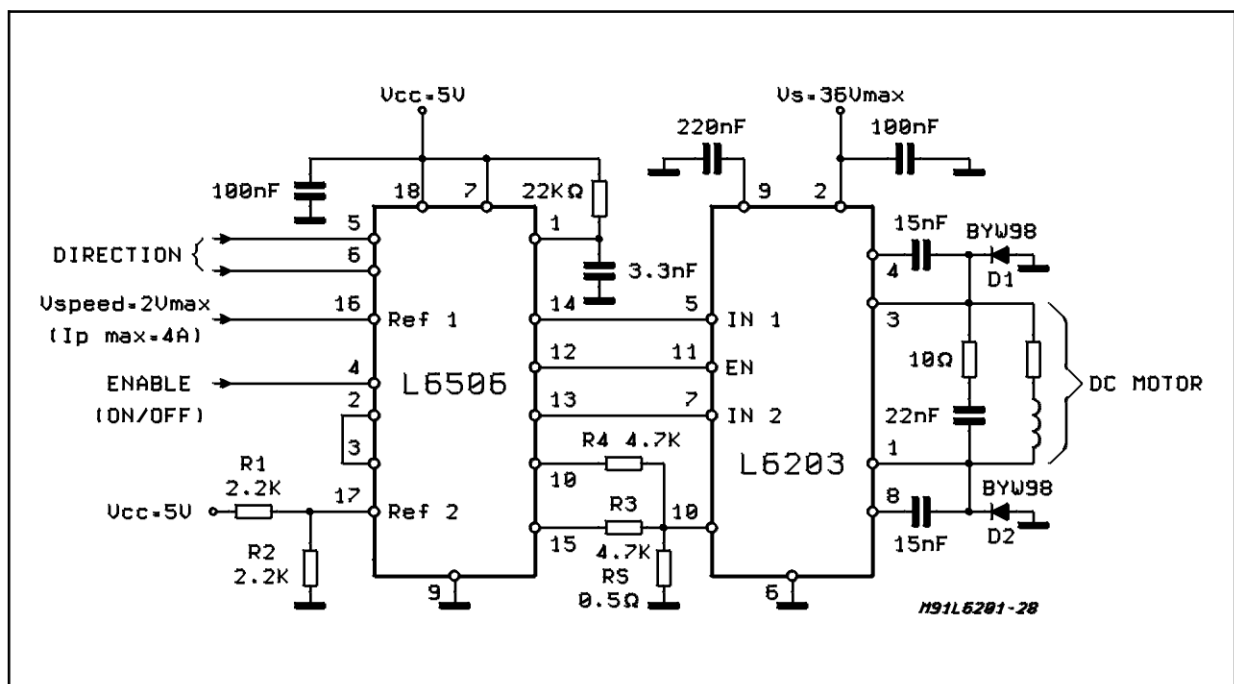 Vcc=5V
Vs=36Vmax
220nF
100nF
100nF
18
7
22KΩ
9
2
15nF
BYW98
5
1
DIRECTION
6
3.3nF
4
D1
Vspeed=2Vmax
16
14
5
3
(Ip max=4A)
Ref 1
IN 1
10Ω
12
11
EN
ENABLE
4
L6506
DC MOTOR
(ON/OFF)
2
13
7
IN 2
22nF
3
R4 4.7K
L6203
1
R1
10
2.2K
17
R3
10
8
BYW98
Vcc=5V
Ref 2
15
4.7K
15nF
D2
R2
2.2K
9
RS
0.5Ω
6
M91L6201-28